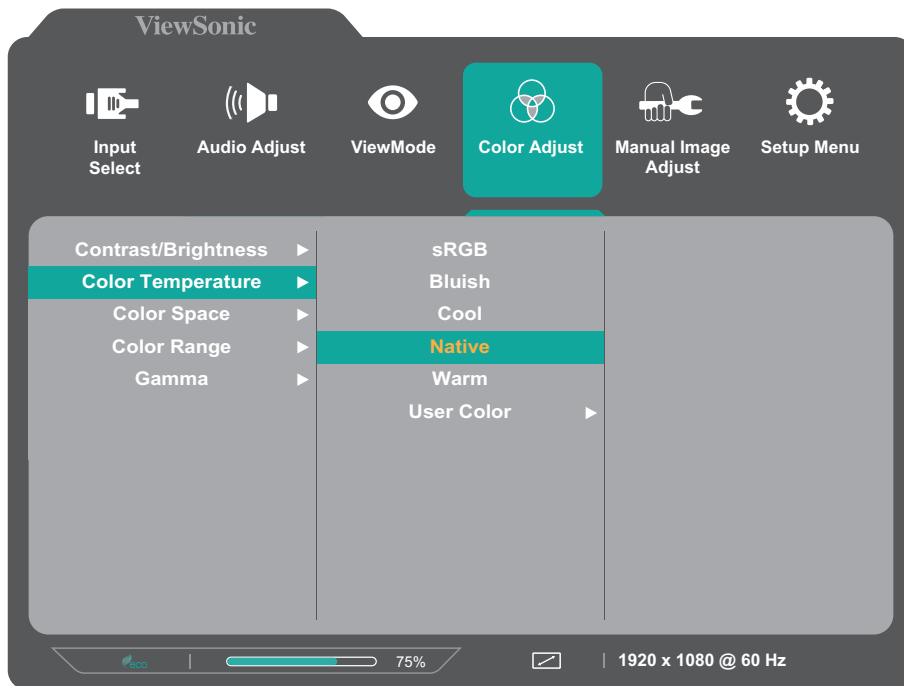 ViewSonic
Input
Select
Audio Adjust
ViewMode
Color Adjust
Manual Image
Adjust
Setup Menu
Contrast/Brightness
Color Temperature
Color Space
Color Range
Gamma
sRGB
Bluish
Cool
Native
Warm
User Color
eco
75%
1920 x 1080 @ 60 Hz